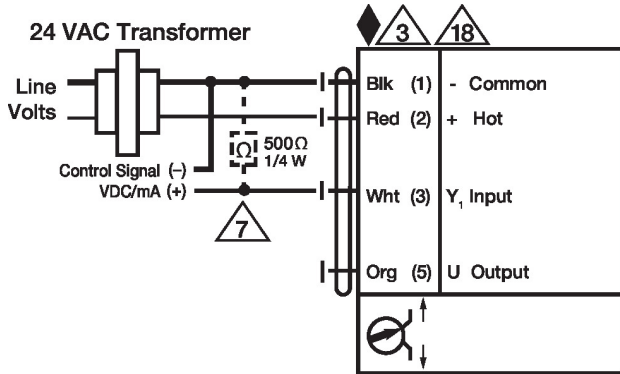 24 VAC Transformer
3 18
Line
Volts
Blk (1) - Common
Red (2) + Hot
Ω 500Ω
1/4 W
Control Signal (–)
VDC/mA (+)
Wht (3) Y₁ Input
7
Org (5) U Output